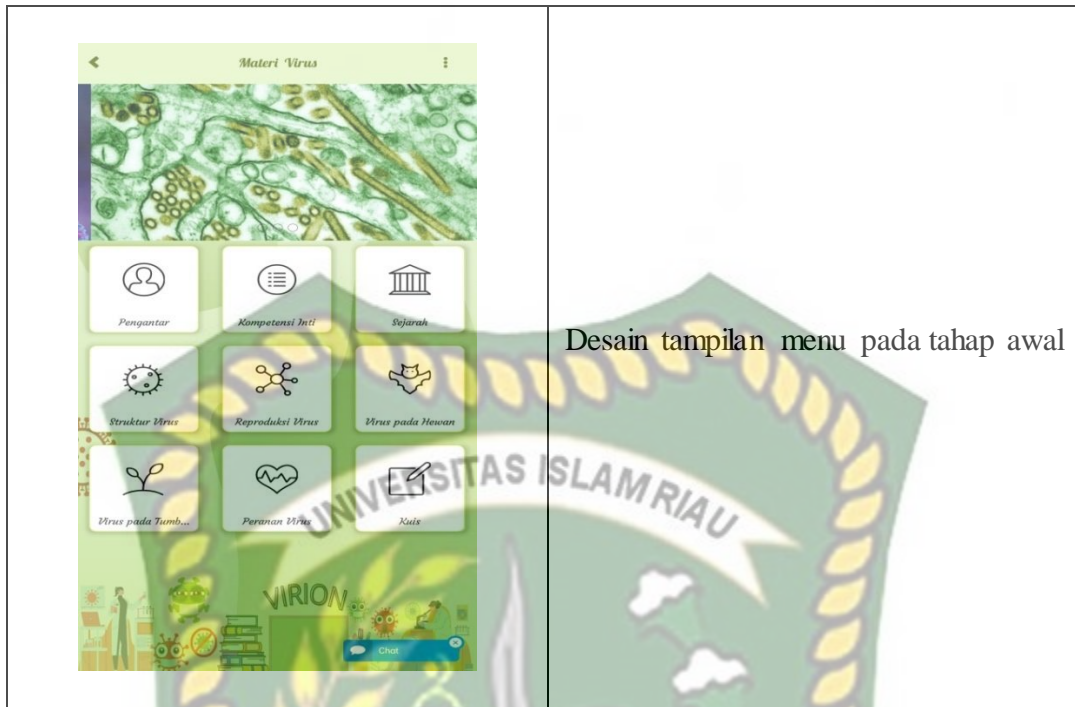 Materi Virus
Pengantar
Kompetensi Inti
Sejarah
Struktur Virus
Reproduksi Virus
Virus pada Hewan
Virus pada Tumb...
Peranan Virus
Kuis
VIRION
Chat
Desain tampilan menu pada tahap awal
UNIVERSITAS ISLAM RIAU